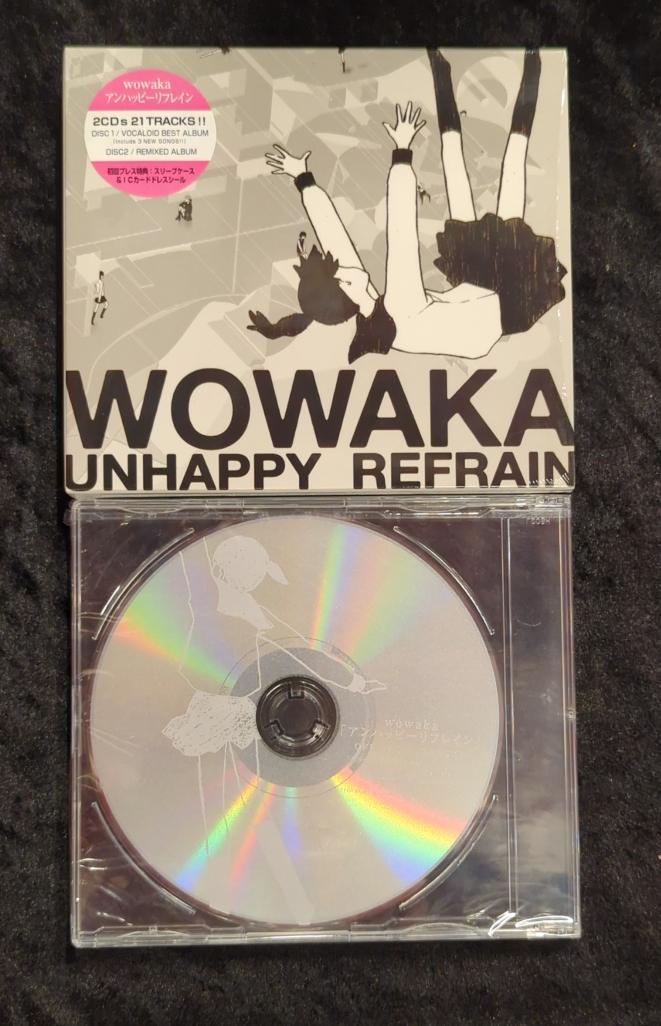 wowaka
アンハッピーリフレイン
2CDs 21TRACKS!!
DISC 1 / VOCALOID BEST ALBUM
(include 3 NEW SONGS!!)
DISC2 / REMIXED ALBUM
初回プレス特典：スリーブケース
&ICカードドレスシール
WOWAKA
UNHAPPY REFRAIN
wowaka
「アンハッピーリフレイン」